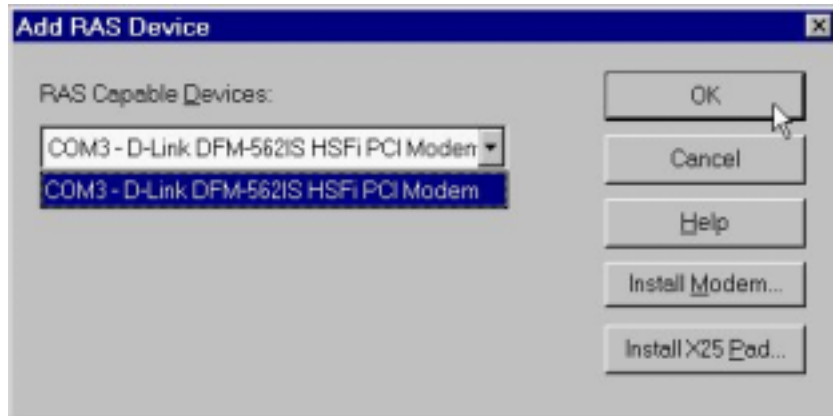 Add RAS Device
RAS Capable Devices:
COM3 - D-Link DFM-562IS HSFi PCI Modem
COM3 - D-Link DFM-562IS HSFi PCI Modem
OK
Cancel
Help
Install Modem...
Install X25 Pad...